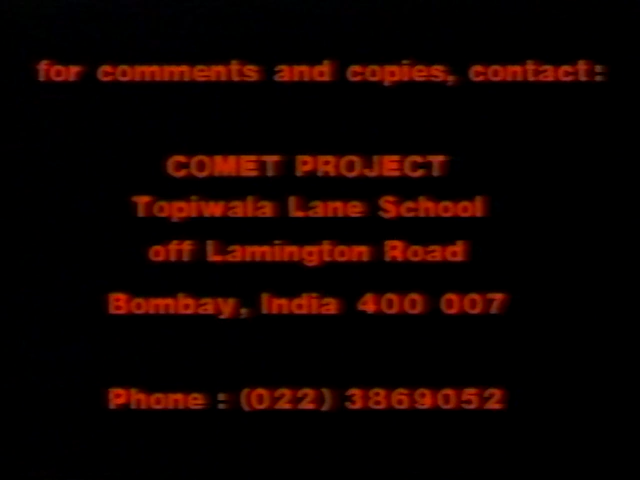 for comments and copies, contact:
COMET PROJECT
Topiwala Lane School
off Lamington Road
Bombay, India 400 007
Phone : (022) 3869052